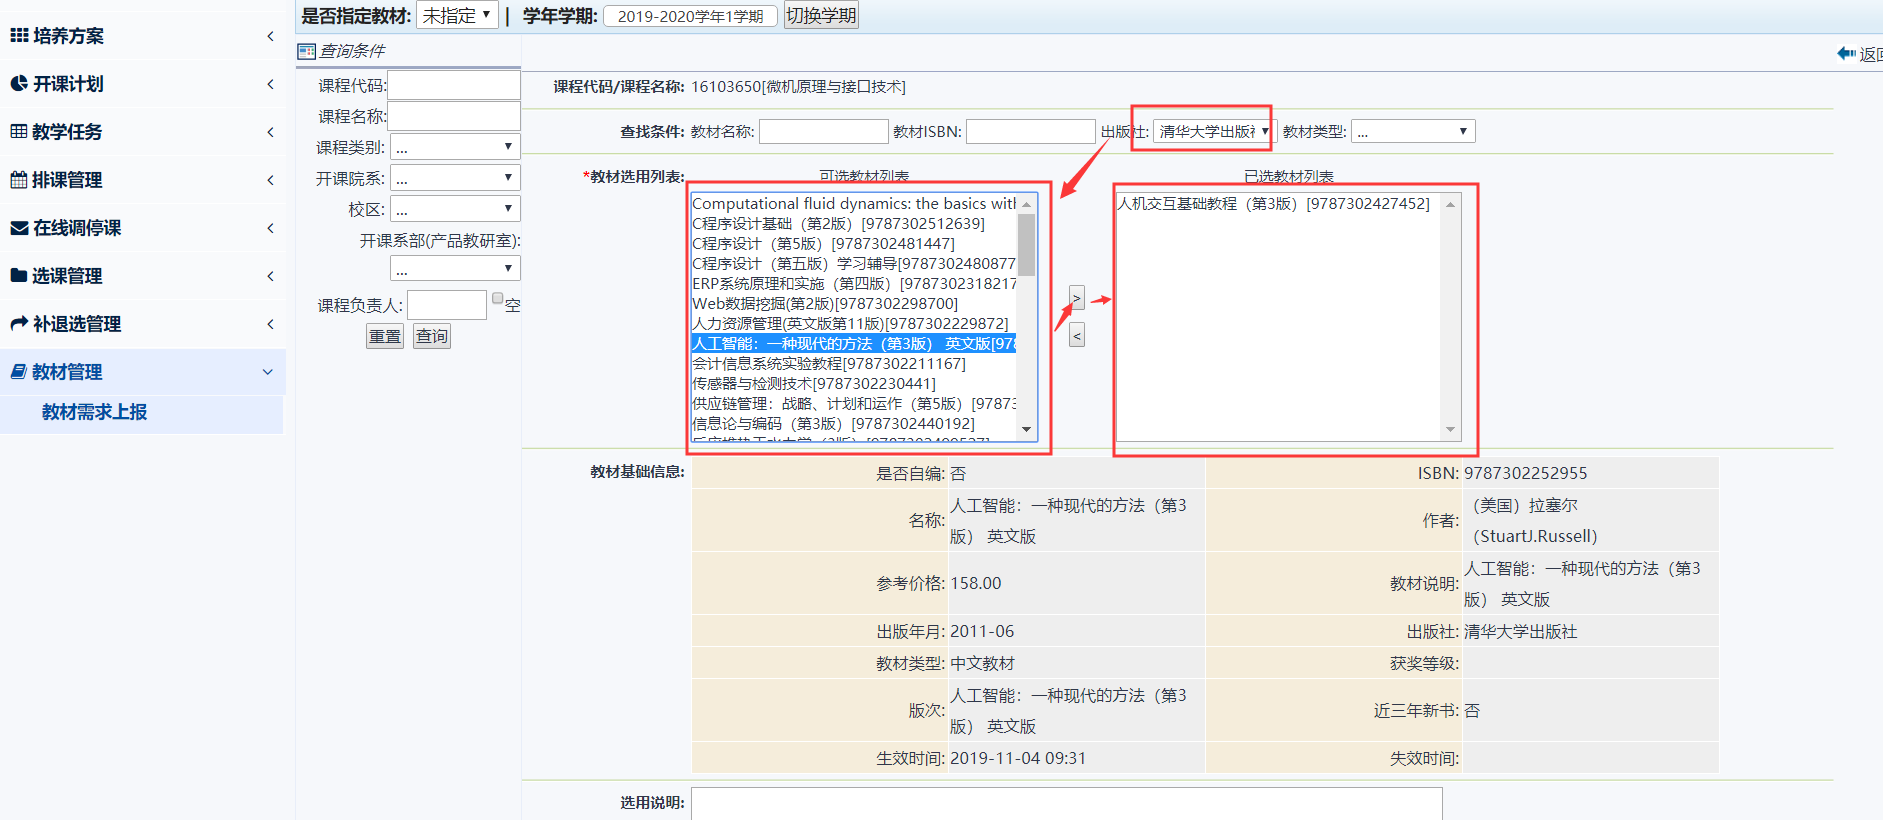 是否指定教材: 未指定 | 学年学期: 2019-2020学年1学期 切换学期
培养方案
开课计划
教学任务
排课管理
在线调停课
选课管理
补退选管理
教材管理
教材需求上报
查询条件
课程代码:
课程名称:
课程类别: ...
开课院系: ...
校区: ...
开课系部(产品教研室):
...
课程负责人: 空
重置 查询
返回
课程代码/课程名称: 16103650[微机原理与接口技术]
查找条件: 教材名称: 教材ISBN: 出版社: 清华大学出版社 教材类型: ...
*教材选用列表: 可选教材列表 已选教材列表
Computational fluid dynamics: the basics with
C程序设计基础（第2版）[9787302512639]
C程序设计（第5版）[9787302481447]
C程序设计（第五版）学习辅导[9787302480877
ERP系统原理和实施（第四版）[9787302318217
Web数据挖掘(第2版)[9787302298700]
人力资源管理(英文版第11版)[9787302229872]
人工智能：一种现代的方法（第3版） 英文版[978
会计信息系统实验教程[9787302211167]
传感器与检测技术[9787302230441]
供应链管理：战略、计划和运作（第5版）[97873
信息论与编码（第3版）[9787302440192]
>
<
人机交互基础教程（第3版）[9787302427452]
教材基础信息:
是否自编: 否 ISBN: 9787302252955
名称: 人工智能：一种现代的方法（第3
版） 英文版
作者: （美国）拉塞尔
（StuartJ.Russell）
参考价格: 158.00
教材说明: 人工智能：一种现代的方法（第3
版） 英文版
出版年月: 2011-06 出版社: 清华大学出版社
教材类型: 中文教材 获奖等级:
版次: 人工智能：一种现代的方法（第3
版） 英文版
近三年新书: 否
生效时间: 2019-11-04 09:31 失效时间:
选用说明: